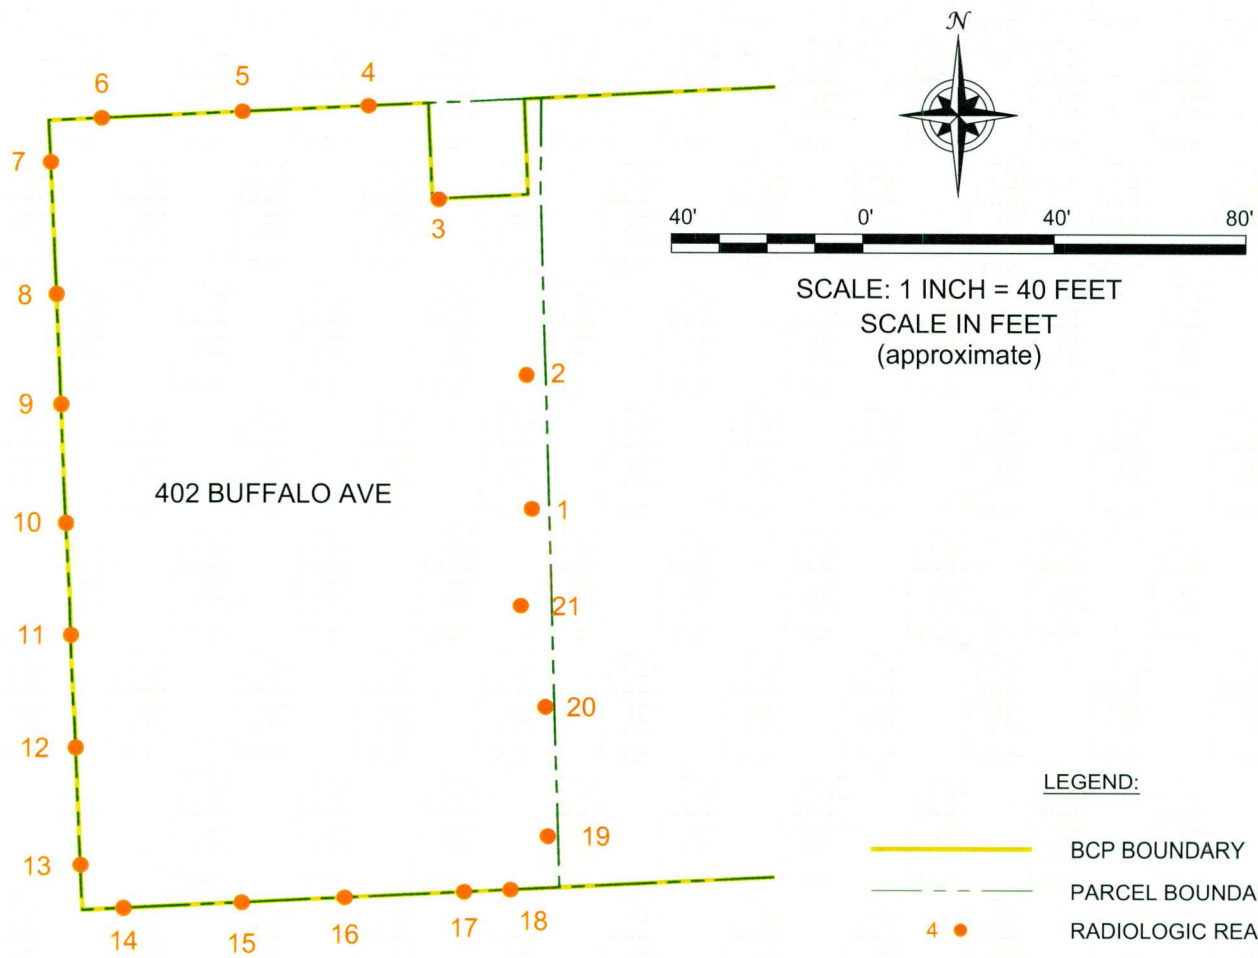 N
6
5
4
7
3
40' 0' 40' 80'
8
SCALE: 1 INCH = 40 FEET
SCALE IN FEET
(approximate)
2
9
402 BUFFALO AVE
1
10
21
11
20
12
LEGEND:
19
13
BCP BOUNDARY
PARCEL BOUNDA
14
15
16
17
18
4 RADIOLOGIC REA